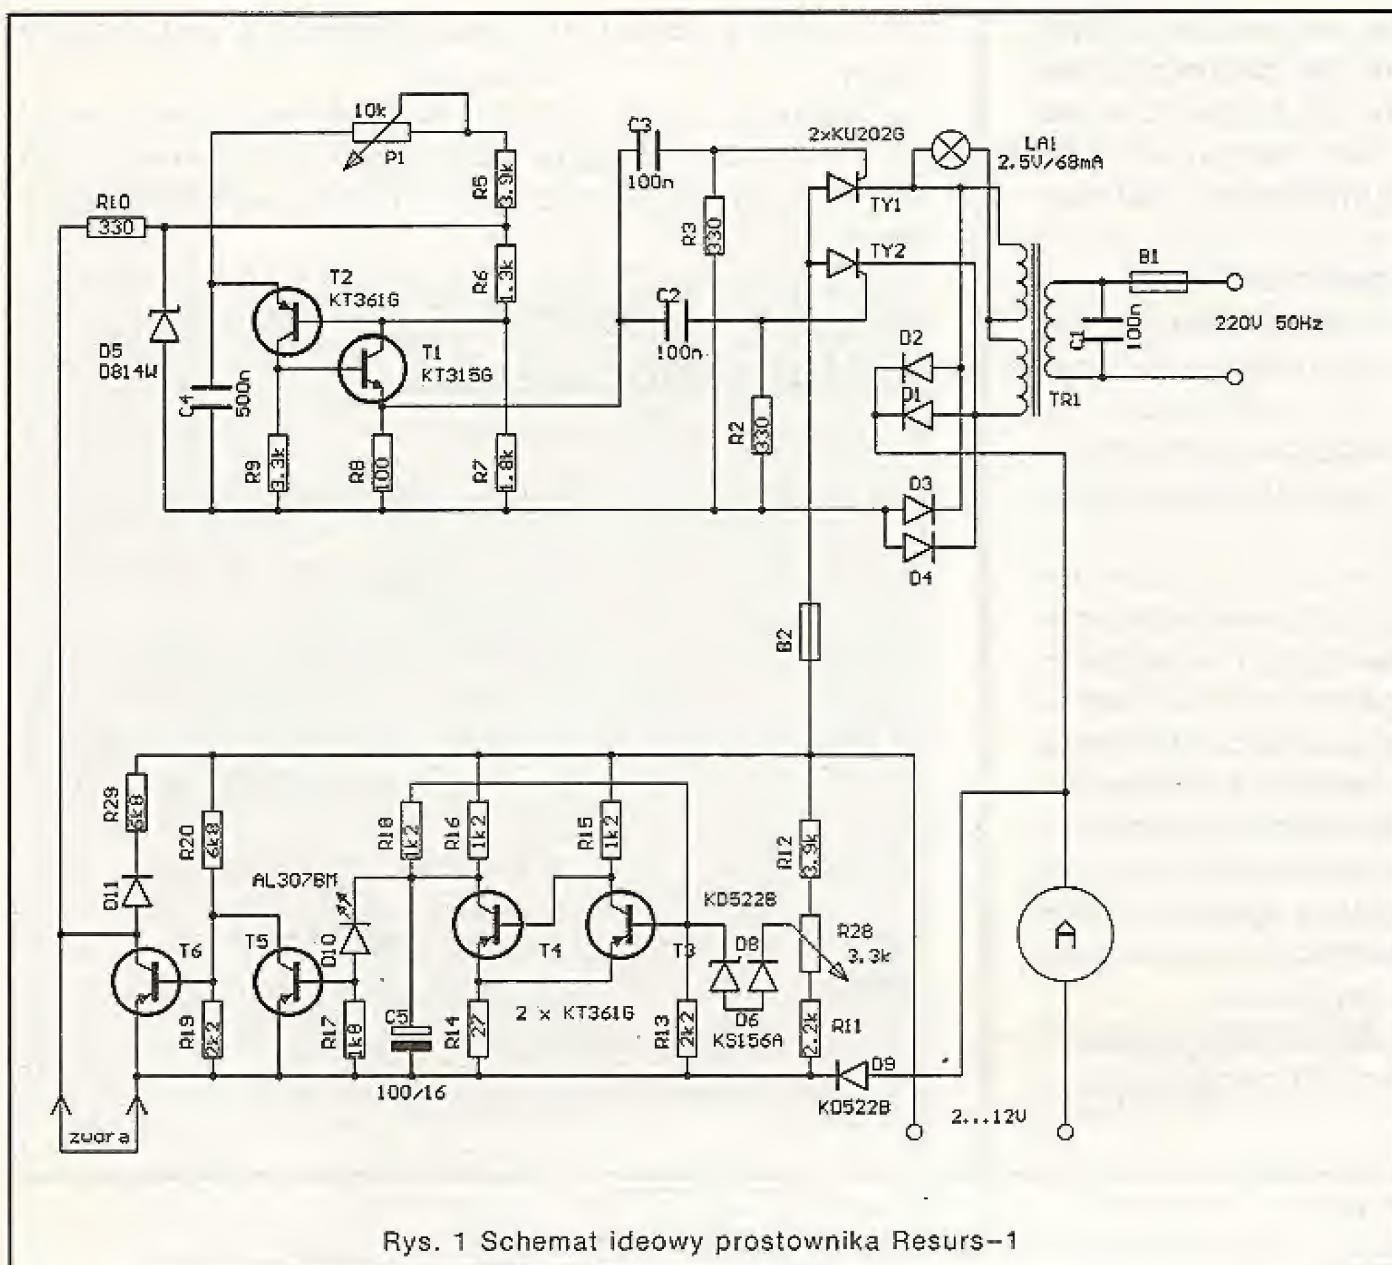 10k
P1
R5
3.9k
C3
100n
2xKU202G
LA1
2.5V/68mA
R10
330
R3
330
TY1
TY2
B1
220V 50Hz
C1
100n
TR1
R6
1.3k
T2
KT361G
C2
100n
D5
D814W
C4
500n
T1
KT315G
D2
D1
R2
330
R9
3.3k
R8
100
R7
1.8k
D3
D4
B2
R29
6k8
R20
6k8
R18
1k2
R16
1k2
R15
1k2
R12
3.9k
D11
AL307BM
KD522B
D8
R28
3.3k
A
T6
T5
D10
T4
T3
R19
2k2
R17
1k8
C5
100/16
R14
27
2 x KT361G
R13
2k2
D6
KS156A
R11
2.2k
D9
KD522B
2...12V
zwora
Rys. 1 Schemat ideowy prostownika Resurs-1